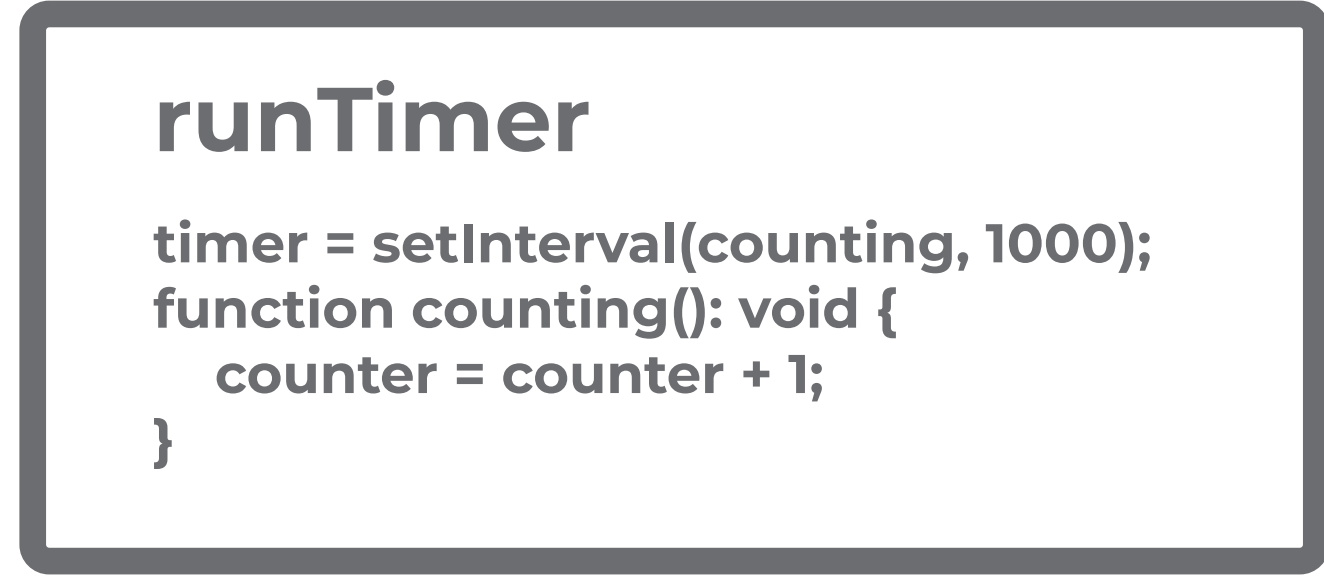 runTimer
timer = setInterval(counting, 1000);
function counting(): void {
counter = counter + 1;
}